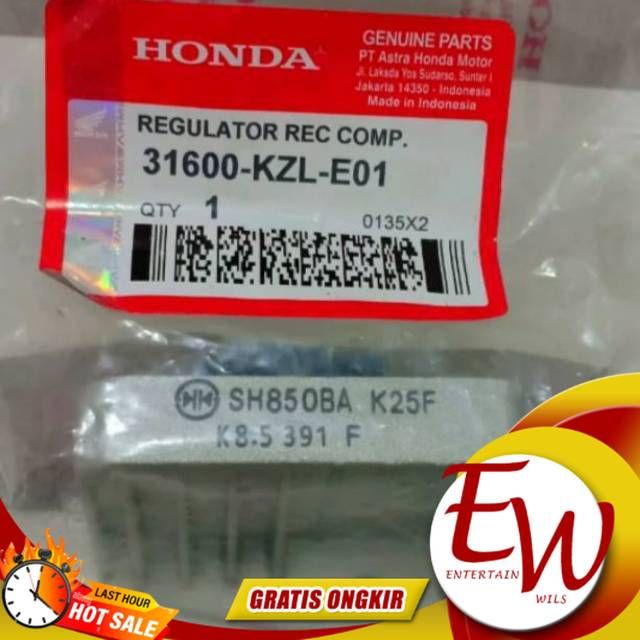 HONDA
GENUINE PARTS
PT Astra Honda Motor
Jl. Laksda Yos Sudarso, Sunter I
Jakarta 14350 - Indonesia
Made in Indonesia
REGULATOR REC COMP.
31600-KZL-E01
QTY 1
0135X2
SH850BA K25F
K8.5 391 F
EW
ENTERTAIN
WILS
LAST HOUR
HOT SALE
GRATIS ONGKIR